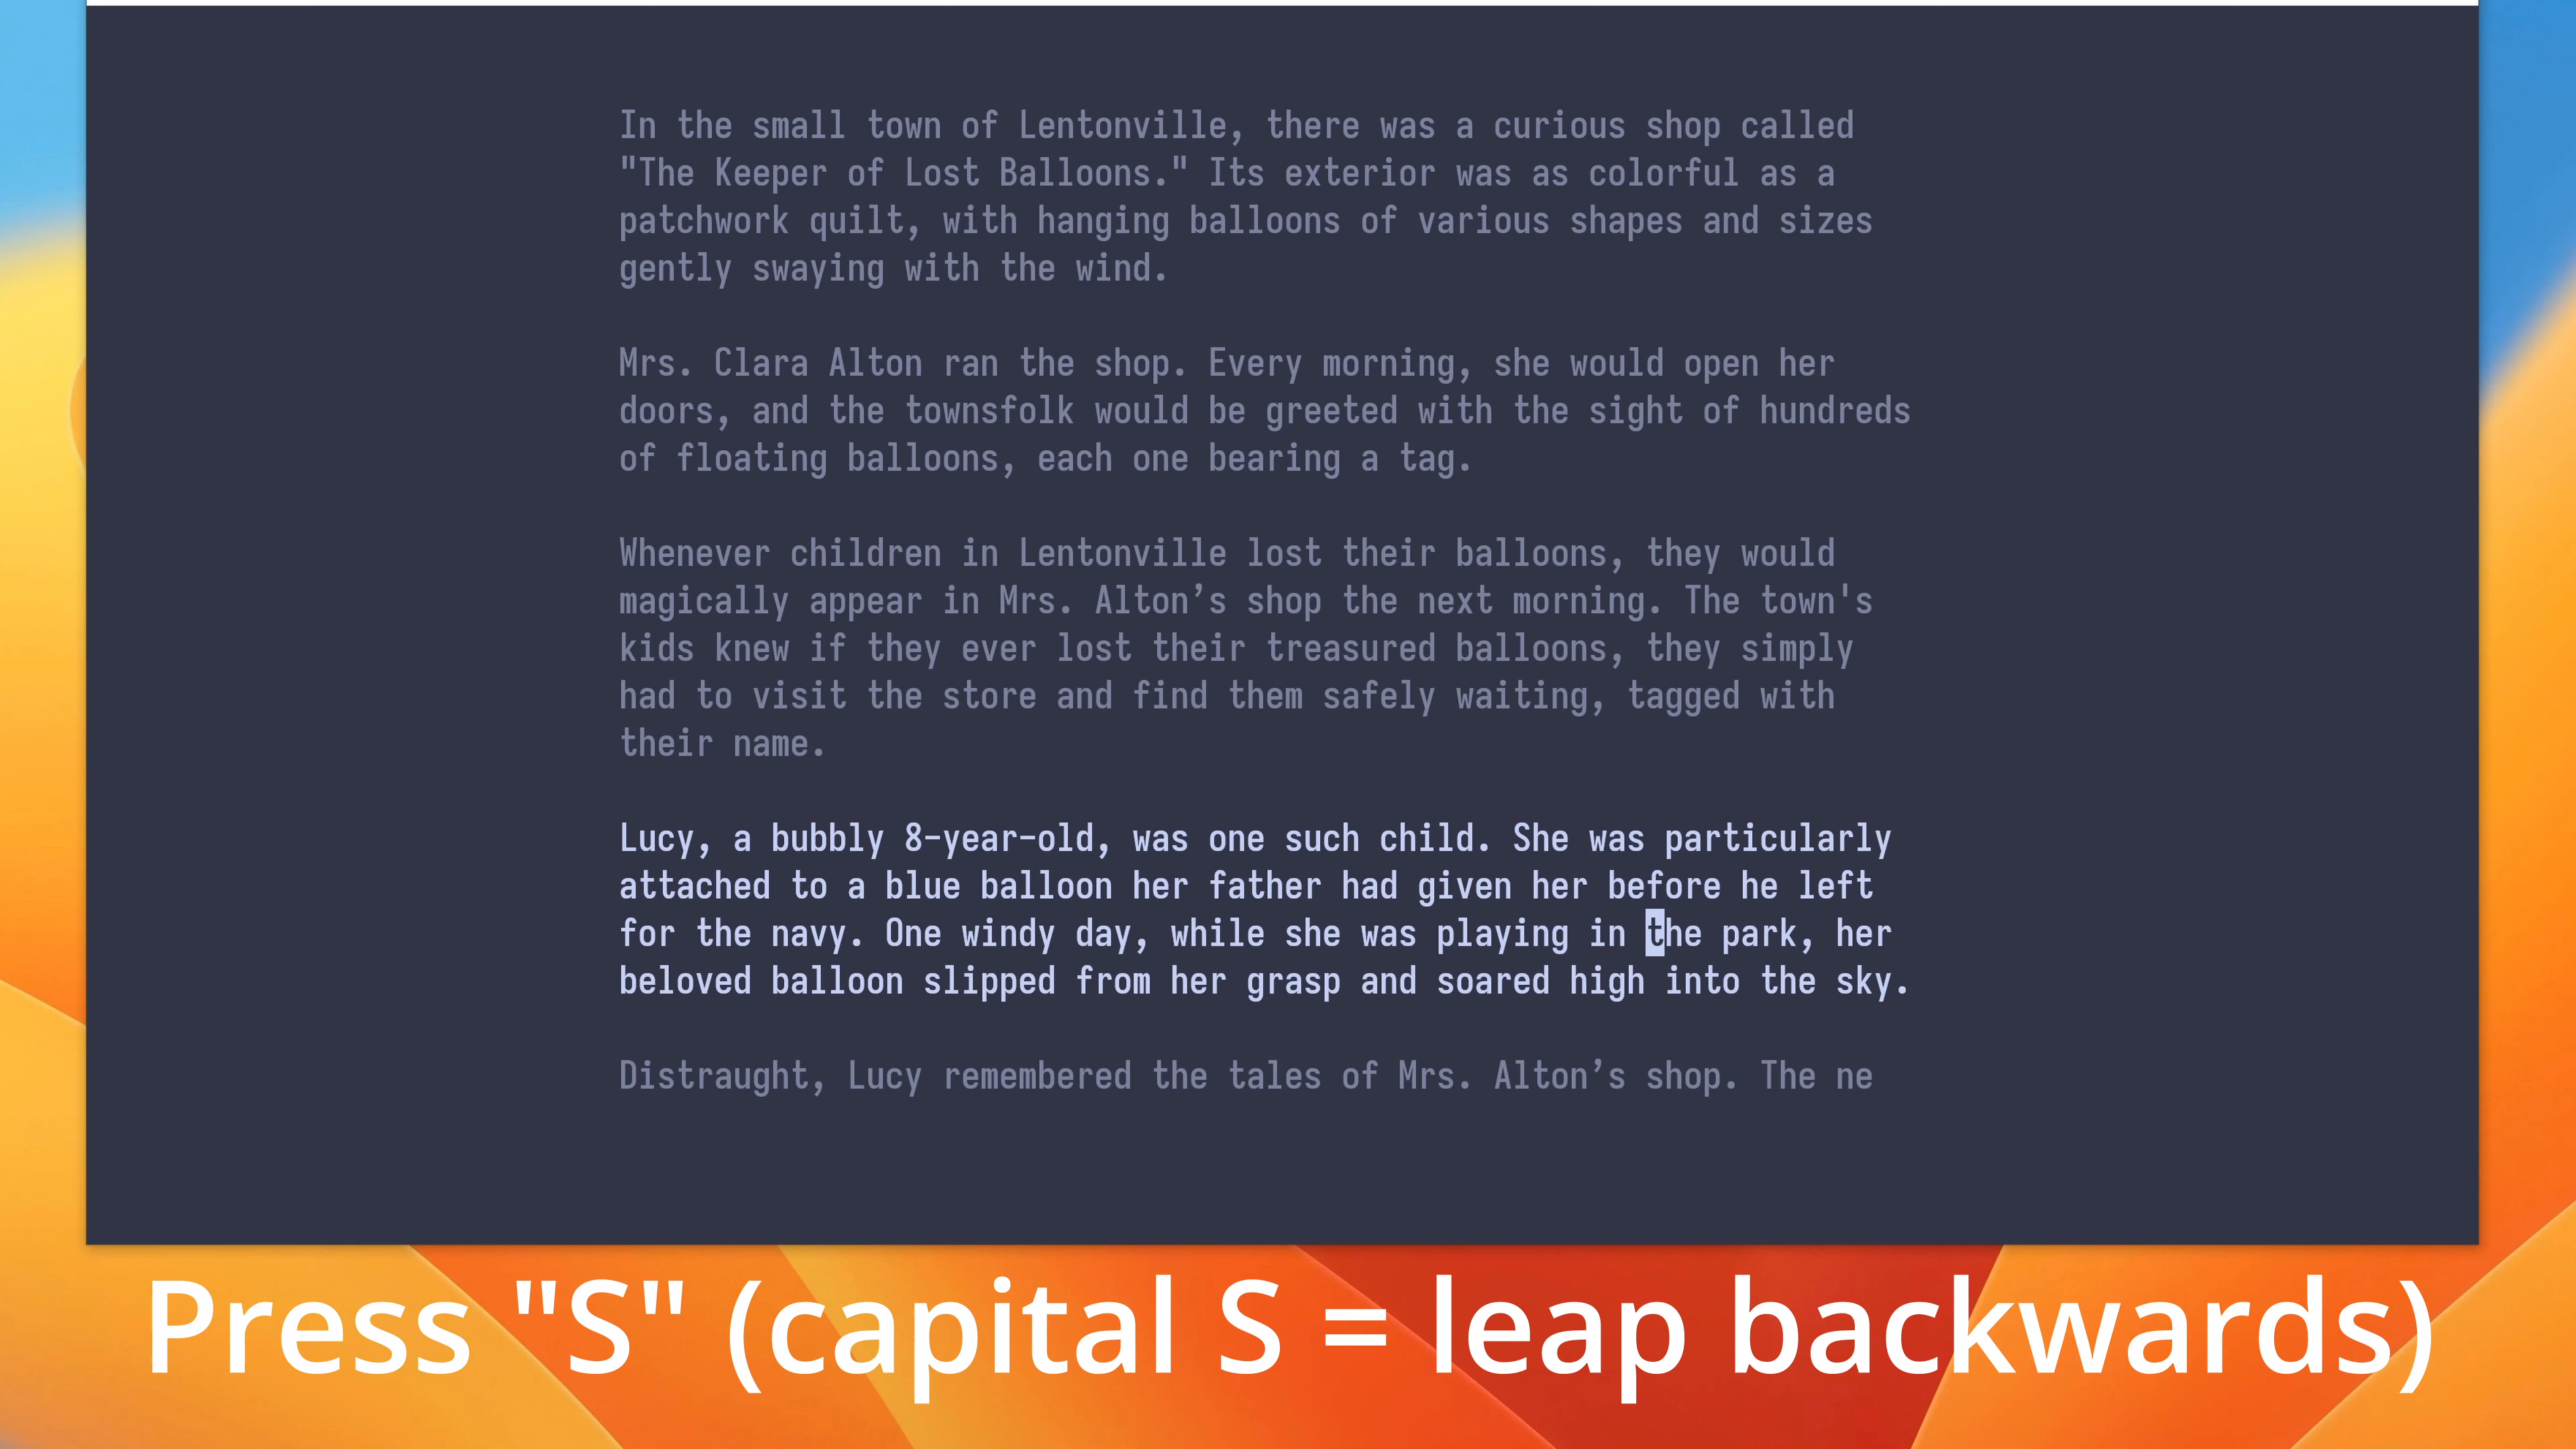 In the small town of Lentonville, there was a curious shop called
"The Keeper of Lost Balloons." Its exterior was as colorful as a
patchwork quilt, with hanging balloons of various shapes and sizes
gently swaying with the wind.
Mrs. Clara Alton ran the shop. Every morning, she would open her
doors, and the townsfolk would be greeted with the sight of hundreds
of floating balloons, each one bearing a tag.
Whenever children in Lentonville lost their balloons, they would
magically appear in Mrs. Alton’s shop the next morning. The town's
kids knew if they ever lost their treasured balloons, they simply
had to visit the store and find them safely waiting, tagged with
their name.
Lucy, a bubbly 8-year-old, was one such child. She was particularly
attached to a blue balloon her father had given her before he left
for the navy. One windy day, while she was playing in the park, her
beloved balloon slipped from her grasp and soared high into the sky.
Distraught, Lucy remembered the tales of Mrs. Alton’s shop. The ne
Press "S" (capital S = leap backwards)